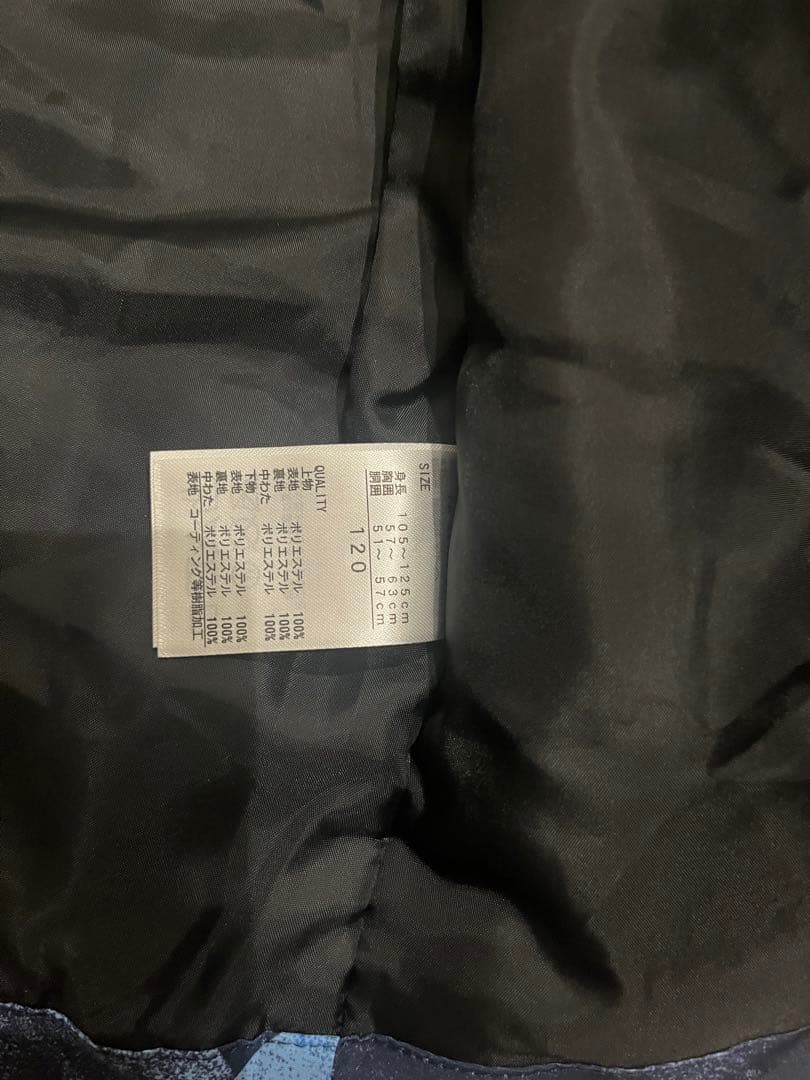 SIZE
身長 105～125cm
胸囲 57～ 63cm
胴囲 51～ 57cm
120
QUALITY
上物
表地 ポリエステル 100%
裏地 ポリエステル 100%
中わた ポリエステル 100%
下物
表地 ポリエステル 100%
裏地 ポリエステル 100%
中わた ポリエステル 100%
表地 コーディング等樹脂加工